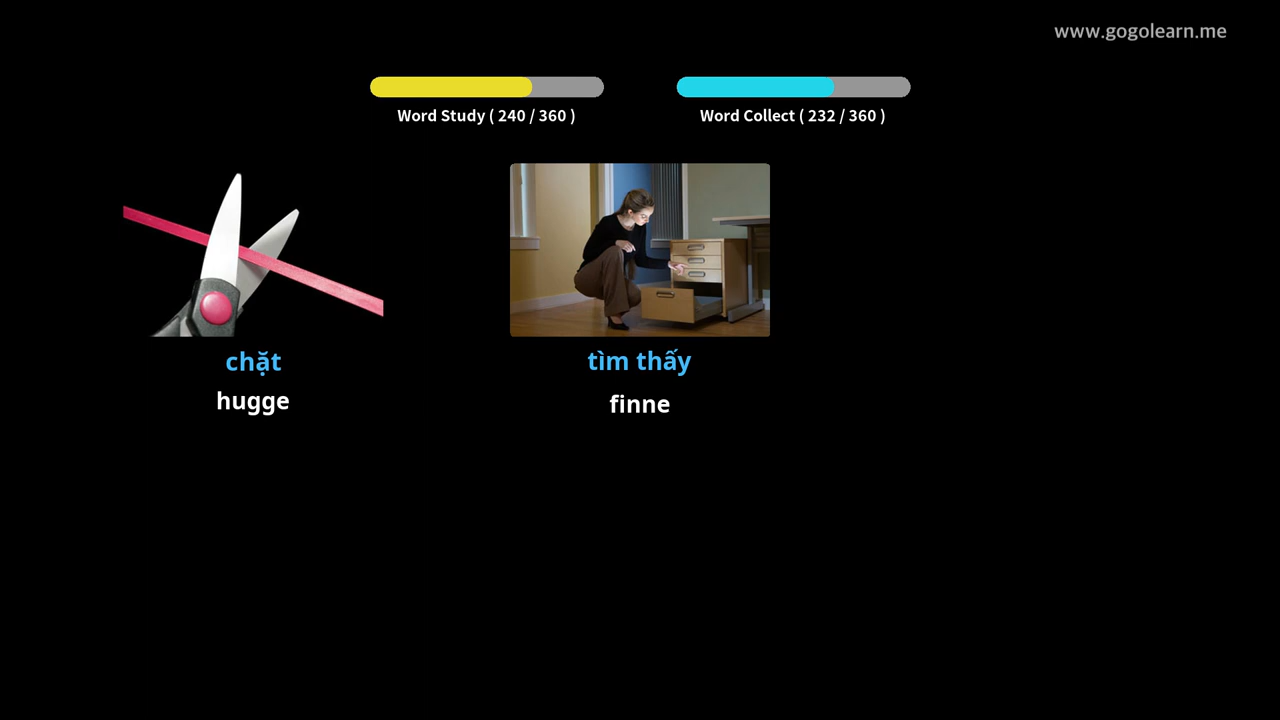 www.gogolearn.me
Word Study ( 240 / 360 )
Word Collect ( 232 / 360 )
chặt
hugge
tìm thấy
finne